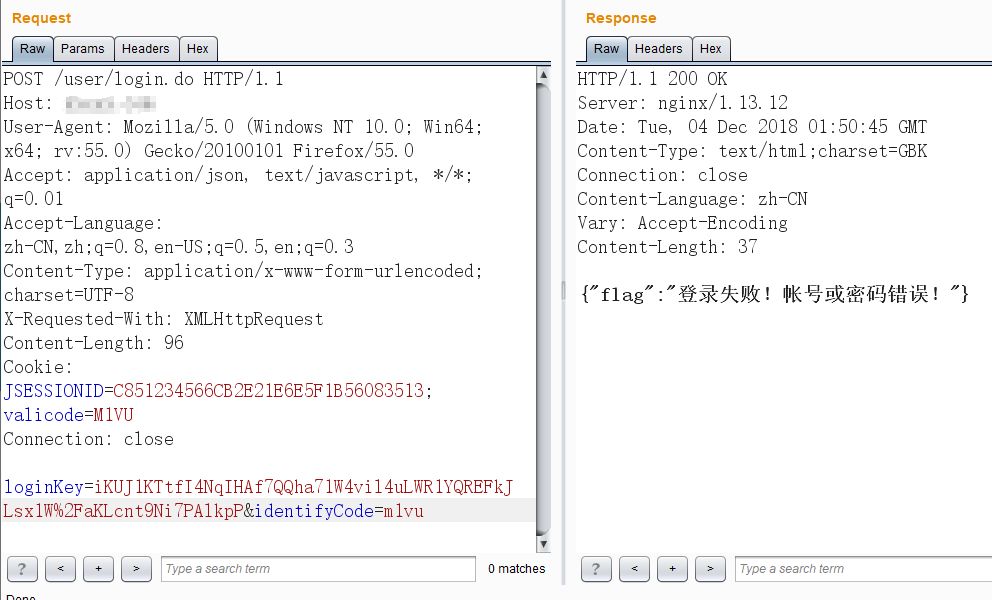 Request
Raw Params Headers Hex
POST /user/login.do HTTP/1.1
Host:
User-Agent: Mozilla/5.0 (Windows NT 10.0; Win64;
x64; rv:55.0) Gecko/20100101 Firefox/55.0
Accept: application/json, text/javascript, */*;
q=0.01
Accept-Language:
zh-CN,zh;q=0.8,en-US;q=0.5,en;q=0.3
Content-Type: application/x-www-form-urlencoded;
charset=UTF-8
X-Requested-With: XMLHttpRequest
Content-Length: 96
Cookie:
JSESSIONID=C851234566CB2E21E6E5F1B56083513;
valicode=M1VU
Connection: close
loginKey=iKUJ1KTtfI4NqIHAf7QQha71W4vi14uLWR1YQREFkJ
Lsx1W%2FaKLcnt9Ni7PA1kpP&identifyCode=m1vu
? < + > Type a search term 0 matches
Response
Raw Headers Hex
HTTP/1.1 200 OK
Server: nginx/1.13.12
Date: Tue, 04 Dec 2018 01:50:45 GMT
Content-Type: text/html;charset=GBK
Connection: close
Content-Language: zh-CN
Vary: Accept-Encoding
Content-Length: 37
{"flag":"登录失败！帐号或密码错误！"}
? < + > Type a search term
Done